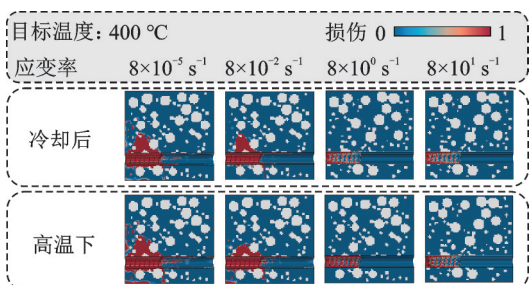 目标温度: 400 ℃ 损伤 0 1
应变率 8×10⁻⁵ s⁻¹ 8×10⁻² s⁻¹ 8×10⁰ s⁻¹ 8×10¹ s⁻¹
冷却后
高温下